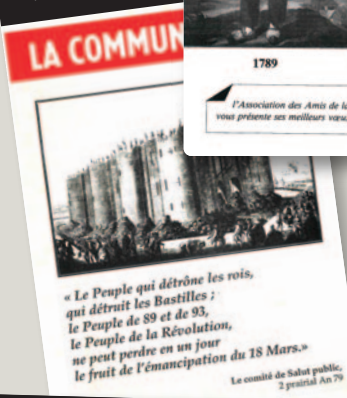 LA COMMUN
1789
l'Association des Amis de la
vous présente ses meilleurs vœux
« Le Peuple qui détrône les rois,
qui détruit les Bastilles ;
le Peuple de 89 et de 93,
le Peuple de la Révolution,
ne peut perdre en un jour
le fruit de l'émancipation du 18 Mars.»
Le comité de Salut public,
2 prairial An 79